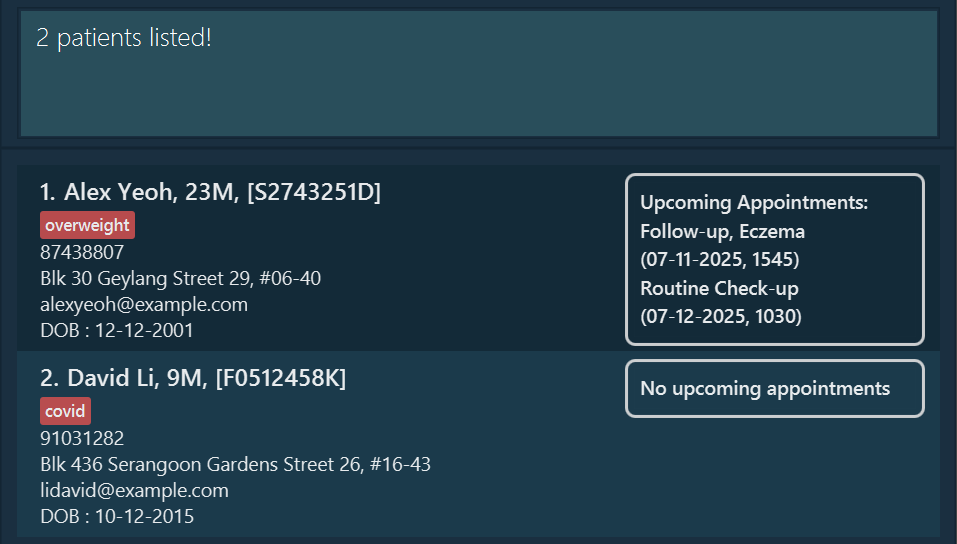 2 patients listed!
1. Alex Yeoh, 23M, [S2743251D]
overweight
87438807
Blk 30 Geylang Street 29, #06-40
alexyeoh@example.com
DOB : 12-12-2001
Upcoming Appointments:
Follow-up, Eczema
(07-11-2025, 1545)
Routine Check-up
(07-12-2025, 1030)
2. David Li, 9M, [F0512458K]
covid
91031282
Blk 436 Serangoon Gardens Street 26, #16-43
lidavid@example.com
DOB : 10-12-2015
No upcoming appointments